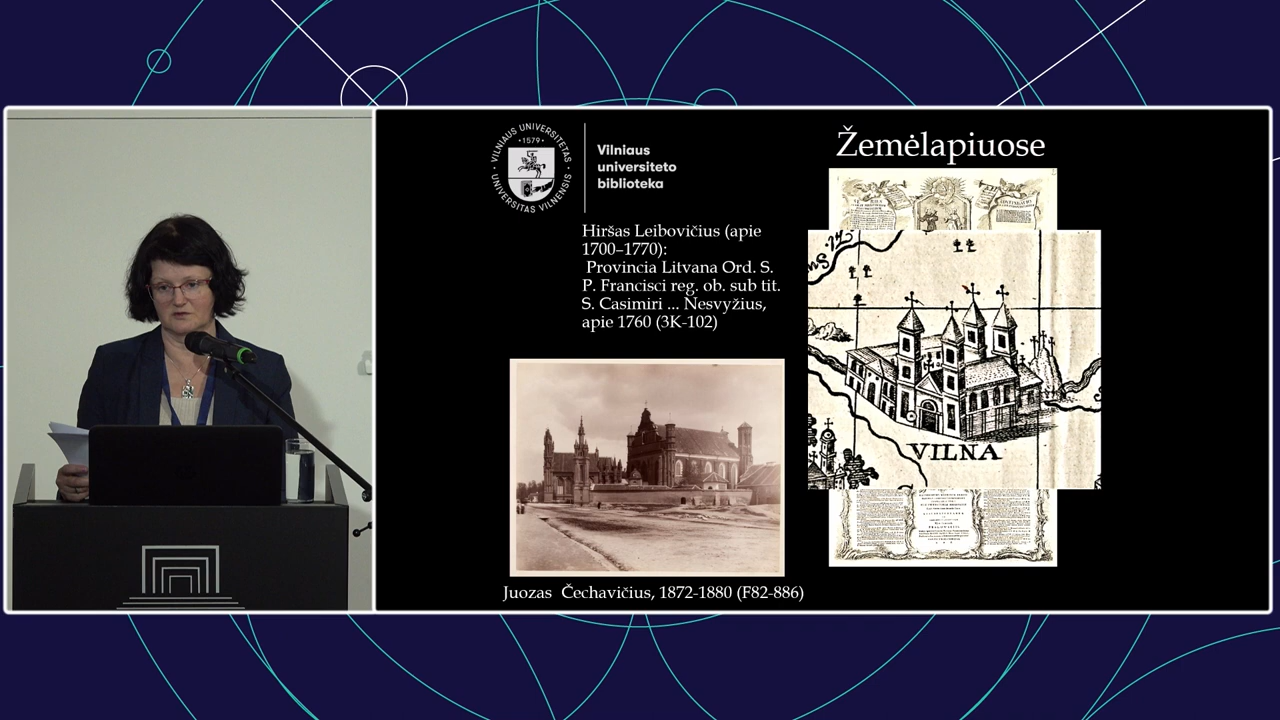 VILNIAUS UNIVERSITETAS
1579
UNIVERSITAS VILNENSIS
Vilniaus
universiteto
biblioteka
Žemėlapiuose
Hiršas Leibovičius (apie
1700–1770):
Provincia Litvana Ord. S.
P. Francisci reg. ob. sub tit.
S. Casimiri ... Nesvyžius,
apie 1760 (3K-102)
VILNA
Juozas Čechavičius, 1872-1880 (F82-886)